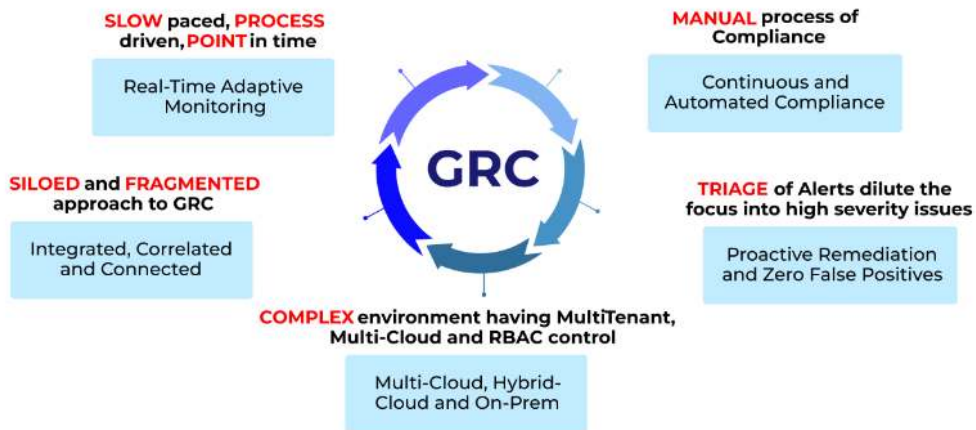 SLOW paced, PROCESS
driven, POINT in time
Real-Time Adaptive
Monitoring
MANUAL process of
Compliance
Continuous and
Automated Compliance
GRC
SILOED and FRAGMENTED
approach to GRC
Integrated, Correlated
and Connected
TRIAGE of Alerts dilute the
focus into high severity issues
Proactive Remediation
and Zero False Positives
COMPLEX environment having MultiTenant,
Multi-Cloud and RBAC control
Multi-Cloud, Hybrid-
Cloud and On-Prem